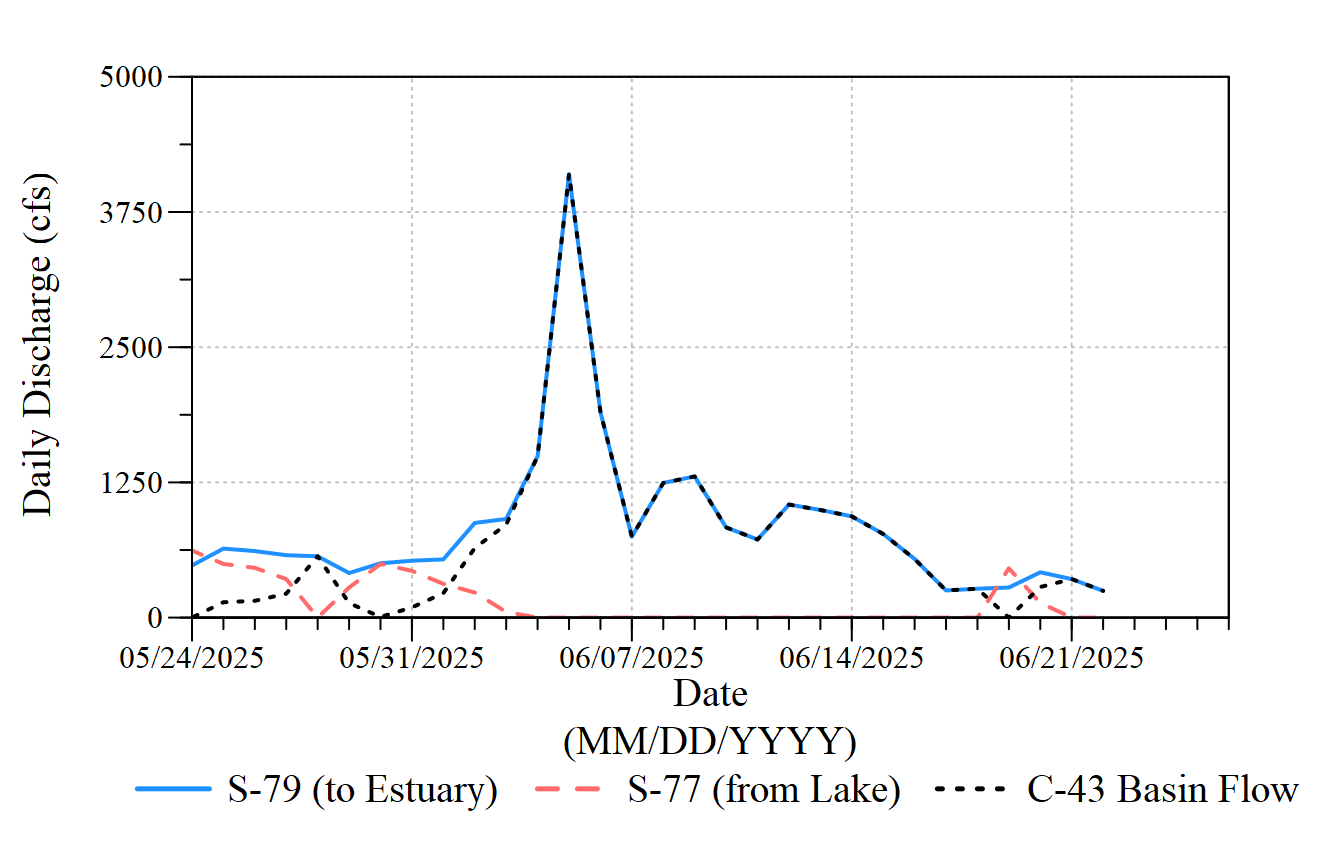 5000
3750
2500
1250
0
Daily Discharge (cfs)
05/24/2025 05/31/2025 06/07/2025 06/14/2025 06/21/2025
Date
(MM/DD/YYYY)
S-79 (to Estuary) S-77 (from Lake) C-43 Basin Flow